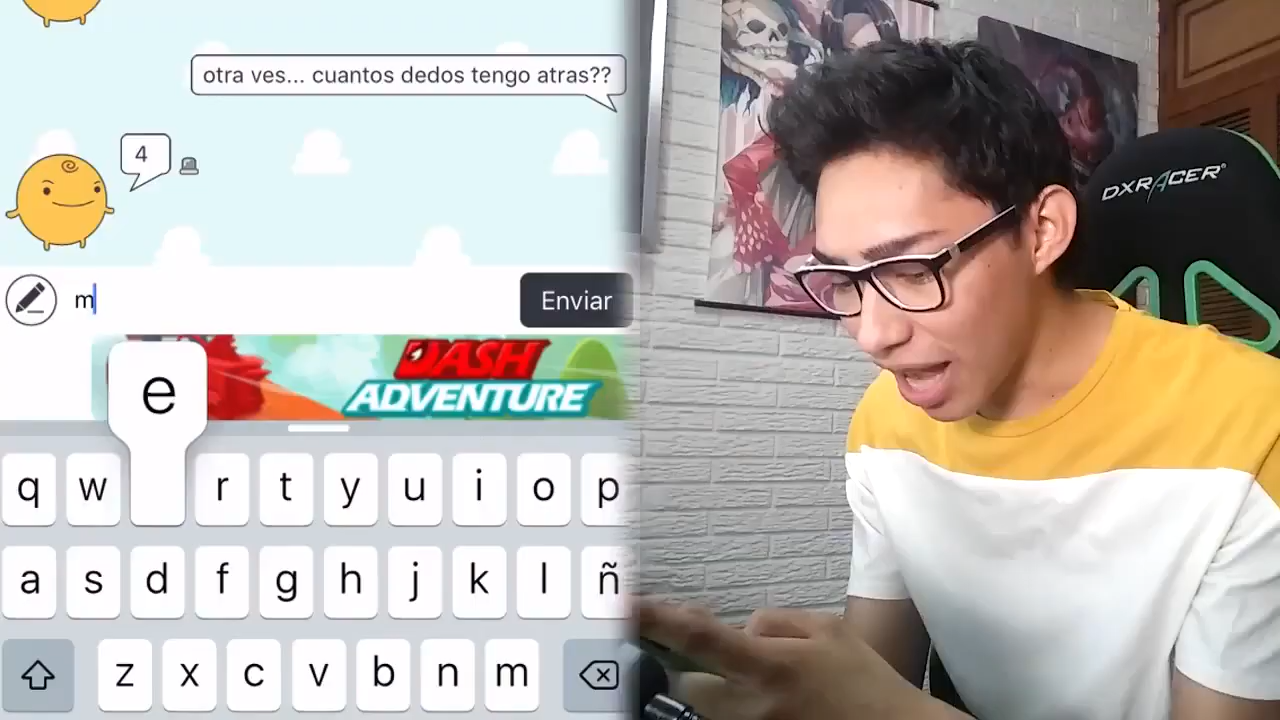 otra ves... cuantos dedos tengo atras??
4
m
Enviar
DASH
ADVENTURE
e
q w r t y u i o p
a s d f g h j k l ñ
z x c v b n m
DXRACER